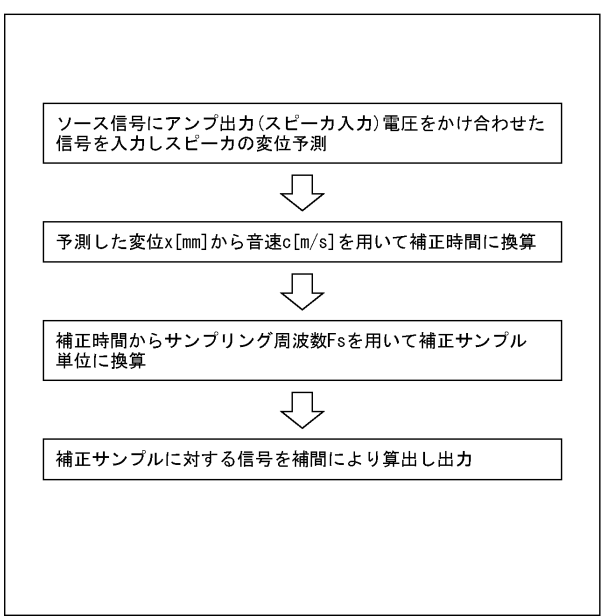 ソース信号にアンプ出力(スピーカ入力)電圧をかけ合わせた
信号を入力しスピーカの変位予測
予測した変位x[mm]から音速c[m/s]を用いて補正時間に換算
補正時間からサンプリング周波数Fsを用いて補正サンプル
単位に換算
補正サンプルに対する信号を補間により算出し出力